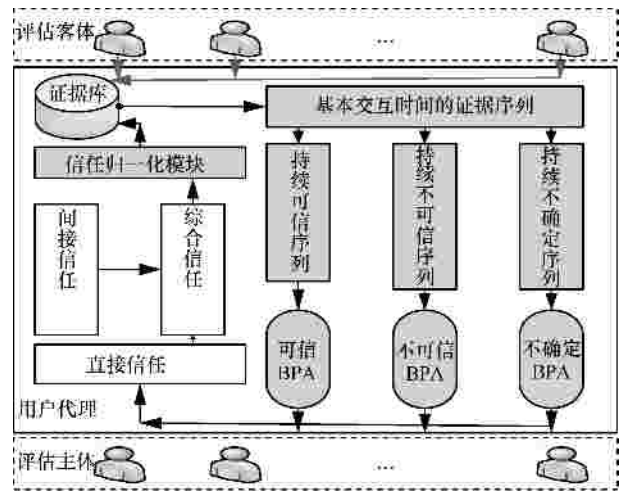 评估客体
...
证据库
基本交互时间的证据序列
信任归一化模块
持续可信序列
持续不可信序列
持续不确定序列
间接信任
综合信任
直接信任
可信
BPA
不可信
BPA
不确定
BPA
用户代理
评估主体
...